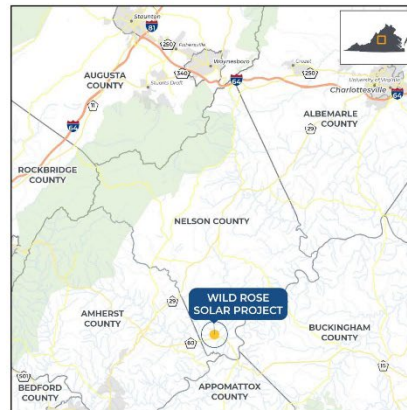 Staunton
81
250
Fishersville
Waynesboro
AUGUSTA
COUNTY
340
64
Crozet
250
University of Virginia
Stuarts Draft
Charlottesville
64
11
ALBEMARLE
COUNTY
64
29
ROCKBRIDGE
COUNTY
NELSON COUNTY
WILD ROSE
SOLAR PROJECT
29
AMHERST
COUNTY
60
BUCKINGHAM
COUNTY
15
501
BEDFORD
COUNTY
APPOMATTOX
COUNTY